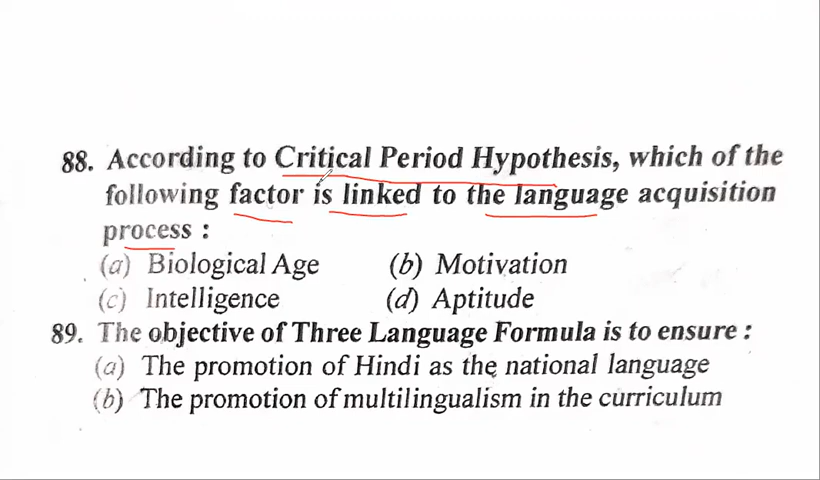 88. According to Critical Period Hypothesis, which of the
following factor is linked to the language acquisition
process :
(a) Biological Age (b) Motivation
(c) Intelligence (d) Aptitude
89. The objective of Three Language Formula is to ensure :
(a) The promotion of Hindi as the national language
(b) The promotion of multilingualism in the curriculum